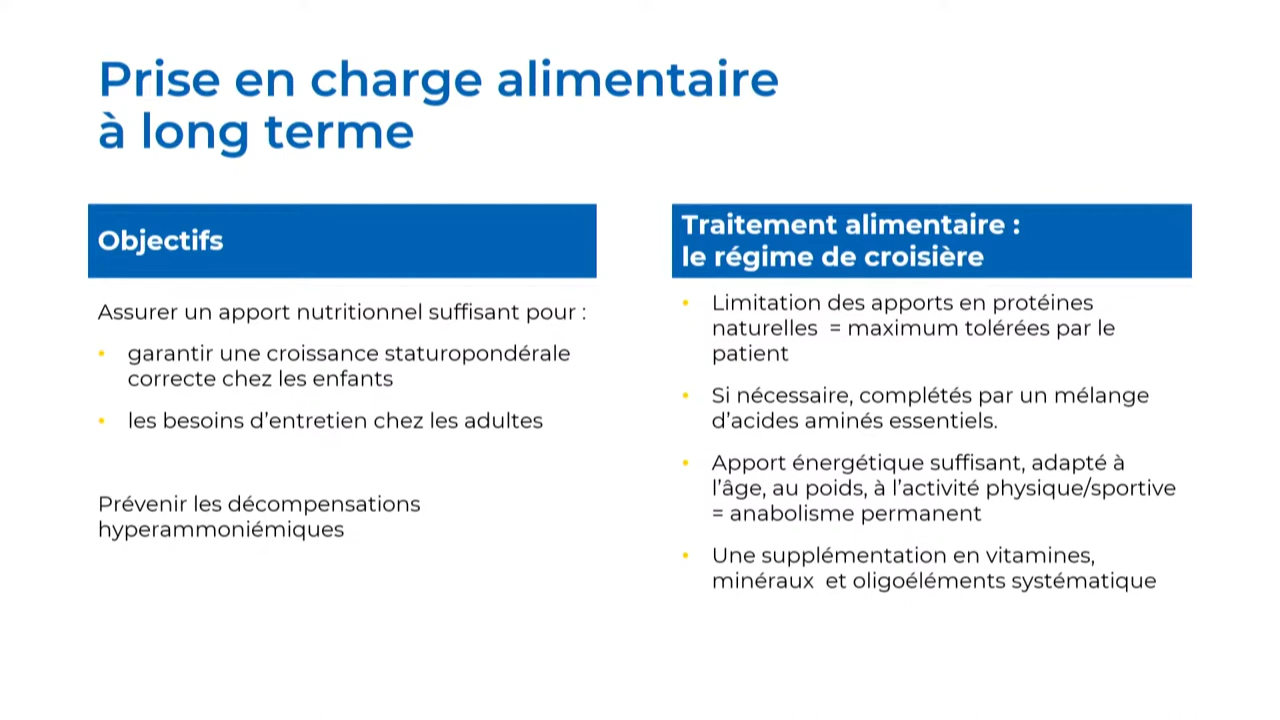 Prise en charge alimentaire
à long terme
Objectifs
Assurer un apport nutritionnel suffisant pour :
• garantir une croissance staturopondérale
correcte chez les enfants
• les besoins d’entretien chez les adultes
Prévenir les décompensations
hyperammoniémiques
Traitement alimentaire :
le régime de croisière
• Limitation des apports en protéines
naturelles  = maximum tolérées par le
patient
• Si nécessaire, complétés par un mélange
d’acides aminés essentiels.
• Apport énergétique suffisant, adapté à
l’âge, au poids, à l’activité physique/sportive
= anabolisme permanent
• Une supplémentation en vitamines,
minéraux  et oligoéléments systématique